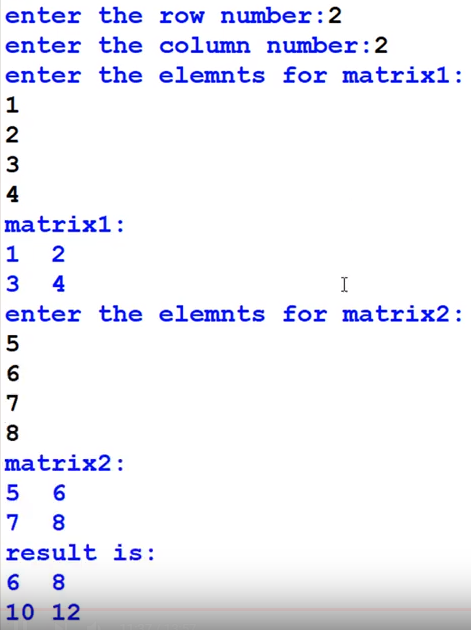 enter the row number:2
enter the column number:2
enter the elemnts for matrix1:
1
2
3
4
matrix1:
1 2
3 4
enter the elemnts for matrix2:
5
6
7
8
matrix2:
5 6
7 8
result is:
6 8
10 12